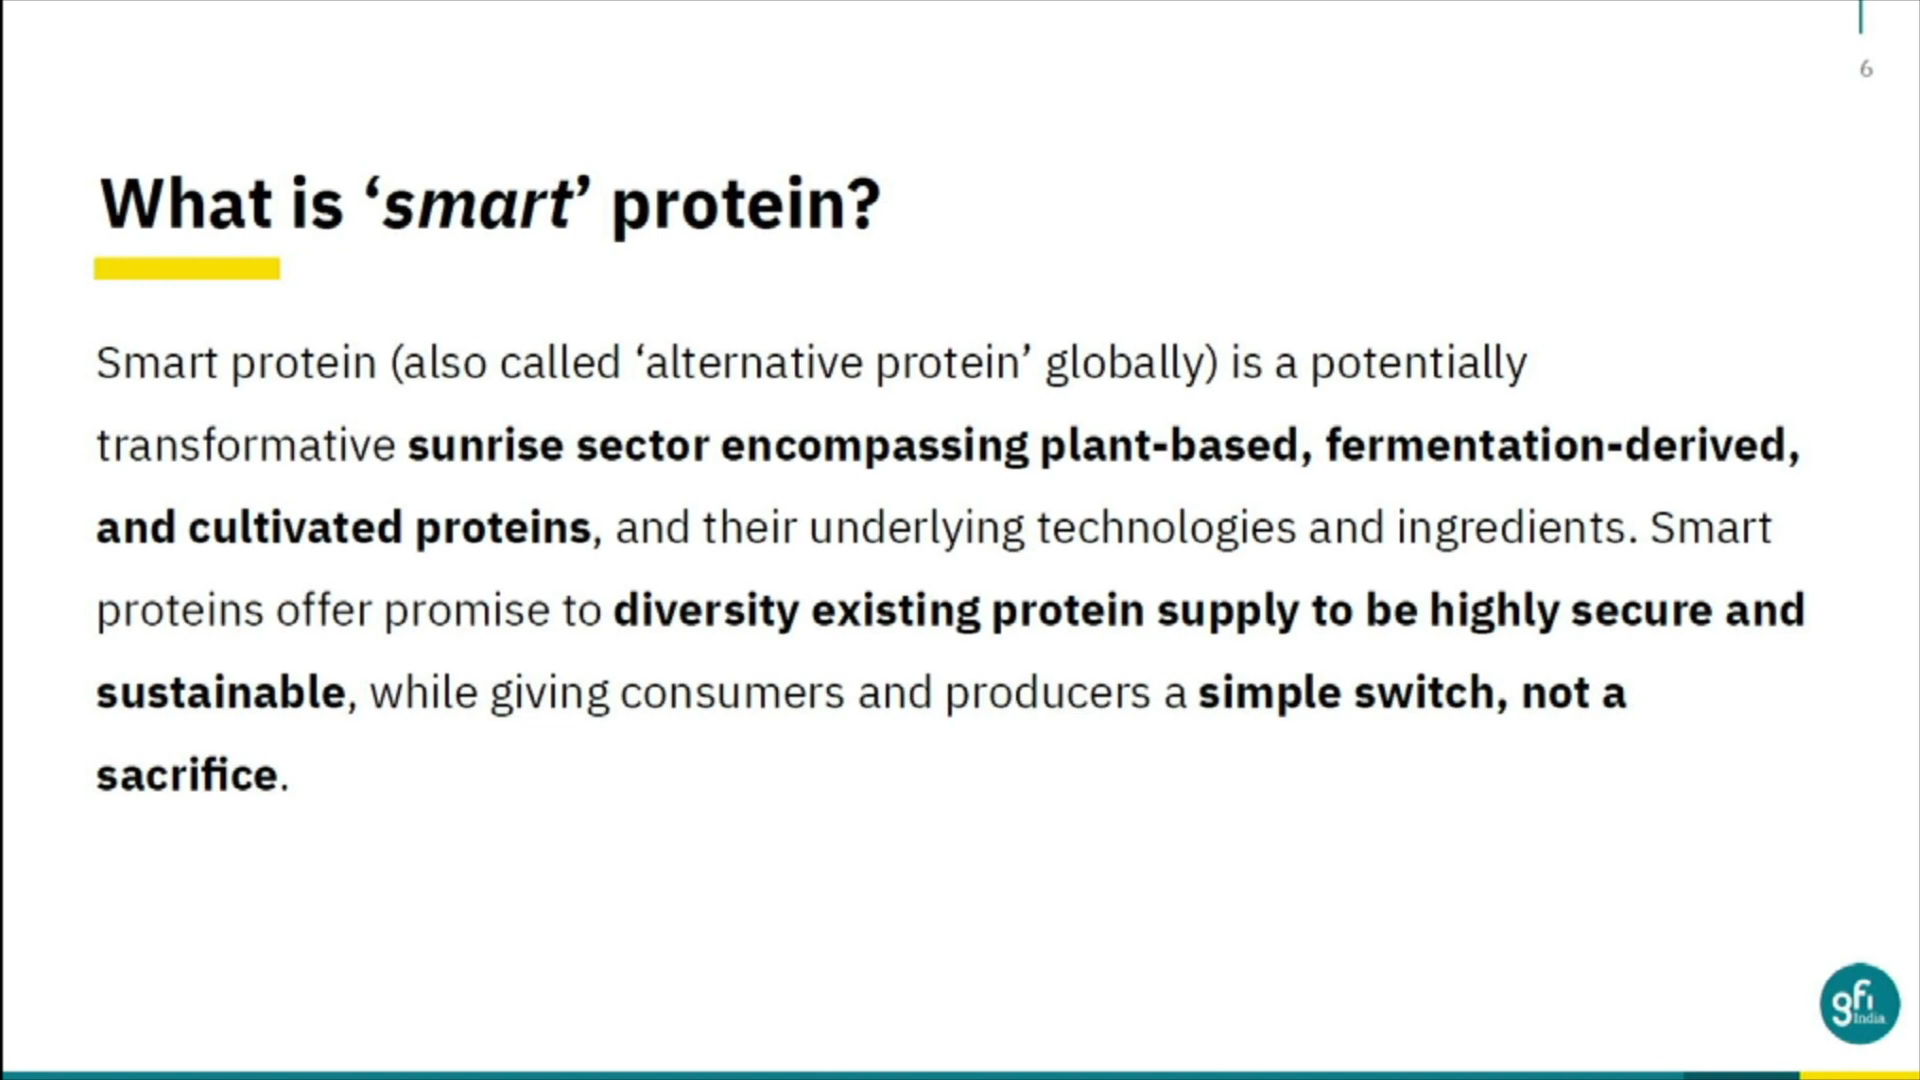 6
What is ‘smart’ protein?
Smart protein (also called ‘alternative protein’ globally) is a potentially
transformative sunrise sector encompassing plant-based, fermentation-derived,
and cultivated proteins, and their underlying technologies and ingredients. Smart
proteins offer promise to diversity existing protein supply to be highly secure and
sustainable, while giving consumers and producers a simple switch, not a
sacrifice.
gfi
India